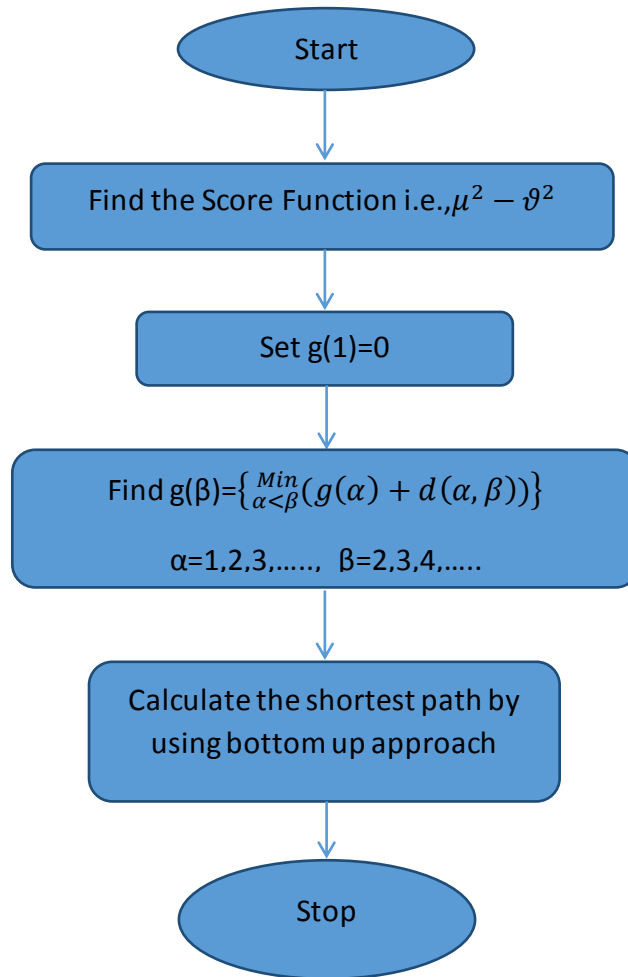 Start
Find the Score Function i.e.,𝜇² − 𝜗²
Set g(1)=0
Find g(β)={Min α<β (𝑔(𝛼) + 𝑑(𝛼, 𝛽))}
α=1,2,3,….., β=2,3,4,…..
Calculate the shortest path by
using bottom up approach
Stop